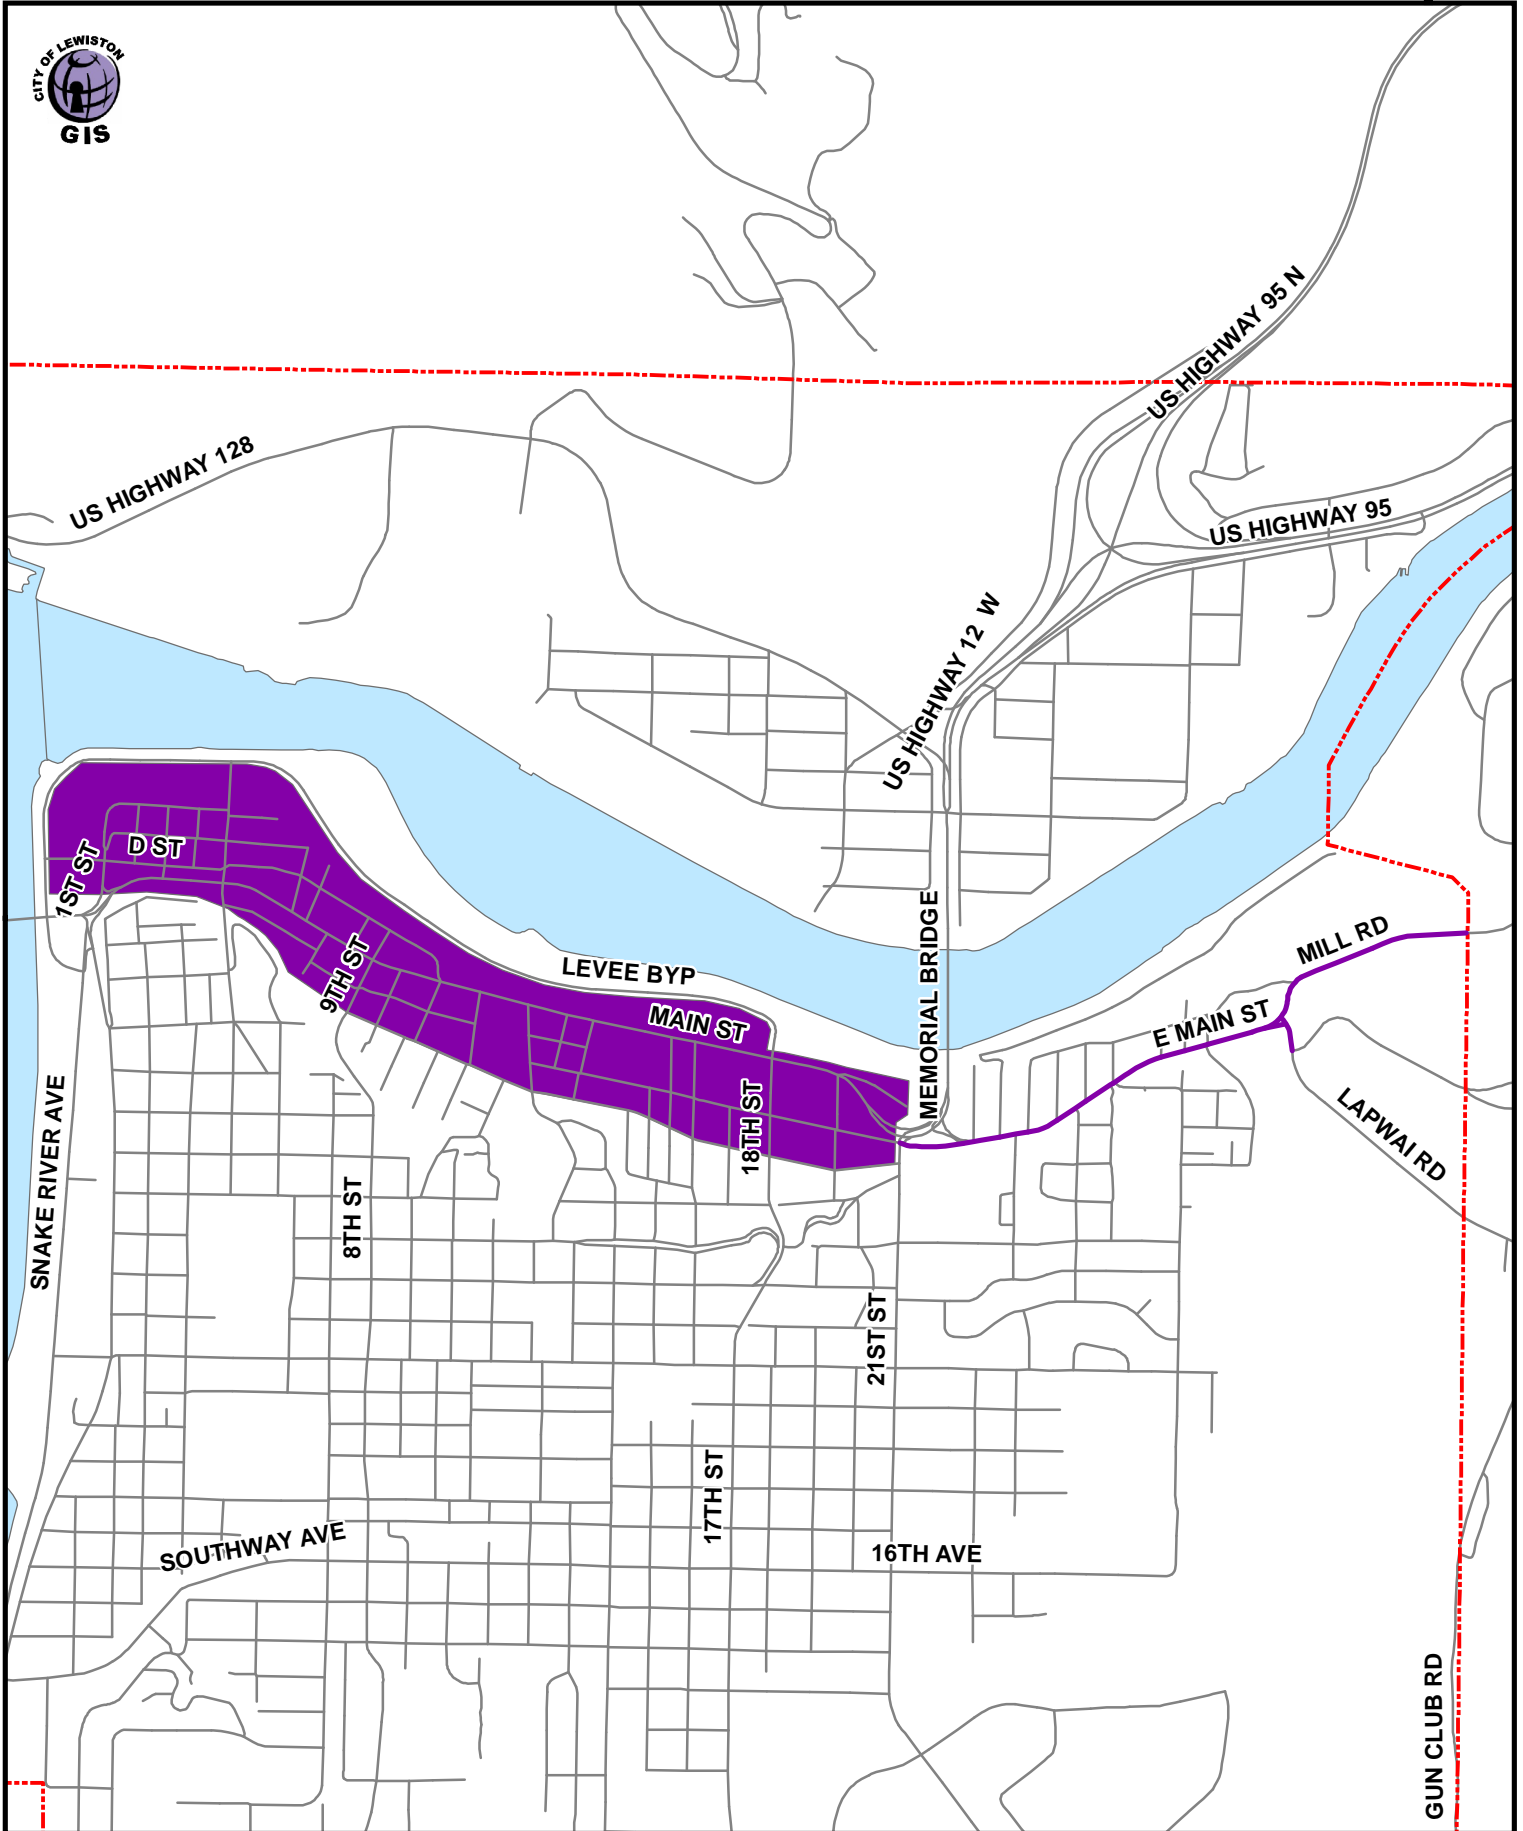 CITY OF LEWISTON
GIS
US HIGHWAY 95 N
US HIGHWAY 128
US HIGHWAY 95
US HIGHWAY 12 W
D ST
1ST ST
9TH ST
LEVEE BYP
MAIN ST
MEMORIAL BRIDGE
MILL RD
E MAIN ST
18TH ST
LAPWAI RD
SNAKE RIVER AVE
8TH ST
21ST ST
17TH ST
SOUTHWAY AVE
16TH AVE
GUN CLUB RD